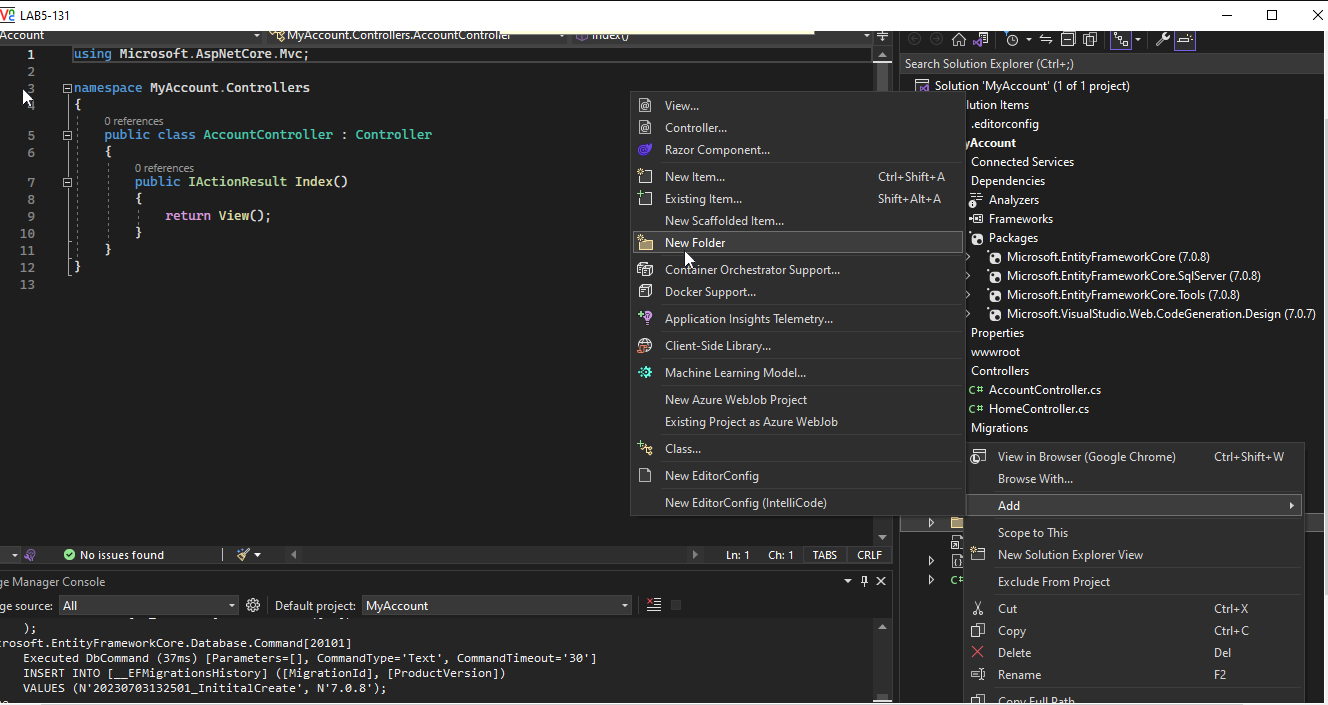 LAB5-131
Account
MyAccount.Controllers.AccountController
Index()
1 using Microsoft.AspNetCore.Mvc;
2
3 namespace MyAccount.Controllers
4 {
0 references
5 public class AccountController : Controller
6 {
0 references
7 public IActionResult Index()
8 {
9 return View();
10 }
11 }
12 }
13
No issues found
Ln: 1 Ch: 1 TABS CRLF
ge Manager Console
ge source: All Default project: MyAccount
);
crosoft.EntityFrameworkCore.Database.Command[20101]
Executed DbCommand (37ms) [Parameters=[], CommandType='Text', CommandTimeout='30']
INSERT INTO [__EFMigrationsHistory] ([MigrationId], [ProductVersion])
VALUES (N'20230703132501_InititalCreate', N'7.0.8');
View...
Controller...
Razor Component...
New Item... Ctrl+Shift+A
Existing Item... Shift+Alt+A
New Scaffolded Item...
New Folder
Container Orchestrator Support...
Docker Support...
Application Insights Telemetry...
Client-Side Library...
Machine Learning Model...
New Azure WebJob Project
Existing Project as Azure WebJob
Class...
New EditorConfig
New EditorConfig (IntelliCode)
Search Solution Explorer (Ctrl+;)
Solution 'MyAccount' (1 of 1 project)
lution Items
.editorconfig
yAccount
Connected Services
Dependencies
Analyzers
Frameworks
Packages
Microsoft.EntityFrameworkCore (7.0.8)
Microsoft.EntityFrameworkCore.SqlServer (7.0.8)
Microsoft.EntityFrameworkCore.Tools (7.0.8)
Microsoft.VisualStudio.Web.CodeGeneration.Design (7.0.7)
Properties
wwwroot
Controllers
C# AccountController.cs
C# HomeController.cs
Migrations
View in Browser (Google Chrome) Ctrl+Shift+W
Browse With...
Add
Scope to This
New Solution Explorer View
Exclude From Project
Cut Ctrl+X
Copy Ctrl+C
Delete Del
Rename F2
Copy Full Path